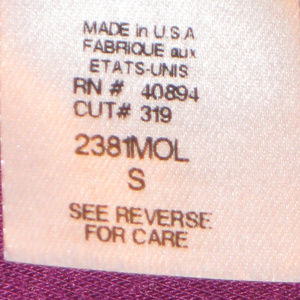 MADE in U.S.A
FABRIQUE aux
ETATS-UNIS
RN # 40894
CUT# 319
2381MOL
S
SEE REVERSE
FOR CARE